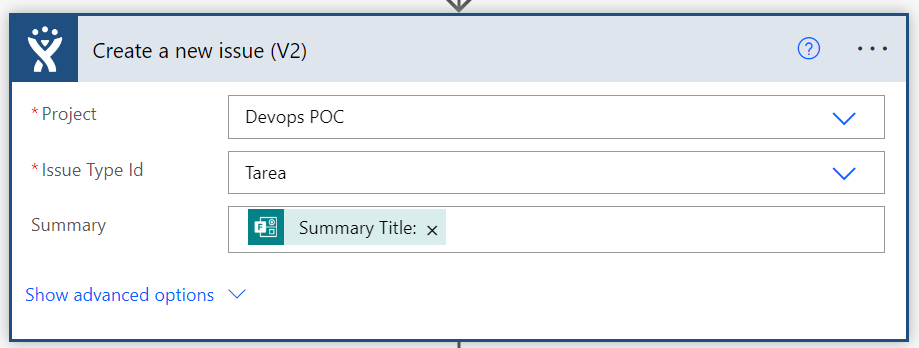 Create a new issue (V2)
* Project
Devops POC
* Issue Type Id
Tarea
Summary
F
Summary Title: ×
Show advanced options